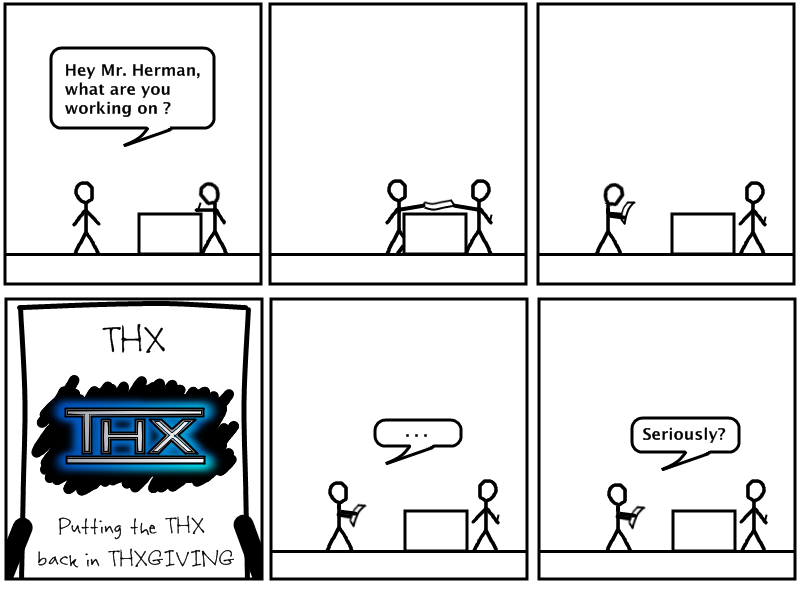 Hey Mr. Herman,
what are you
working on ?
THX
THX
Putting the THX
back in THXGIVING
...
Seriously?